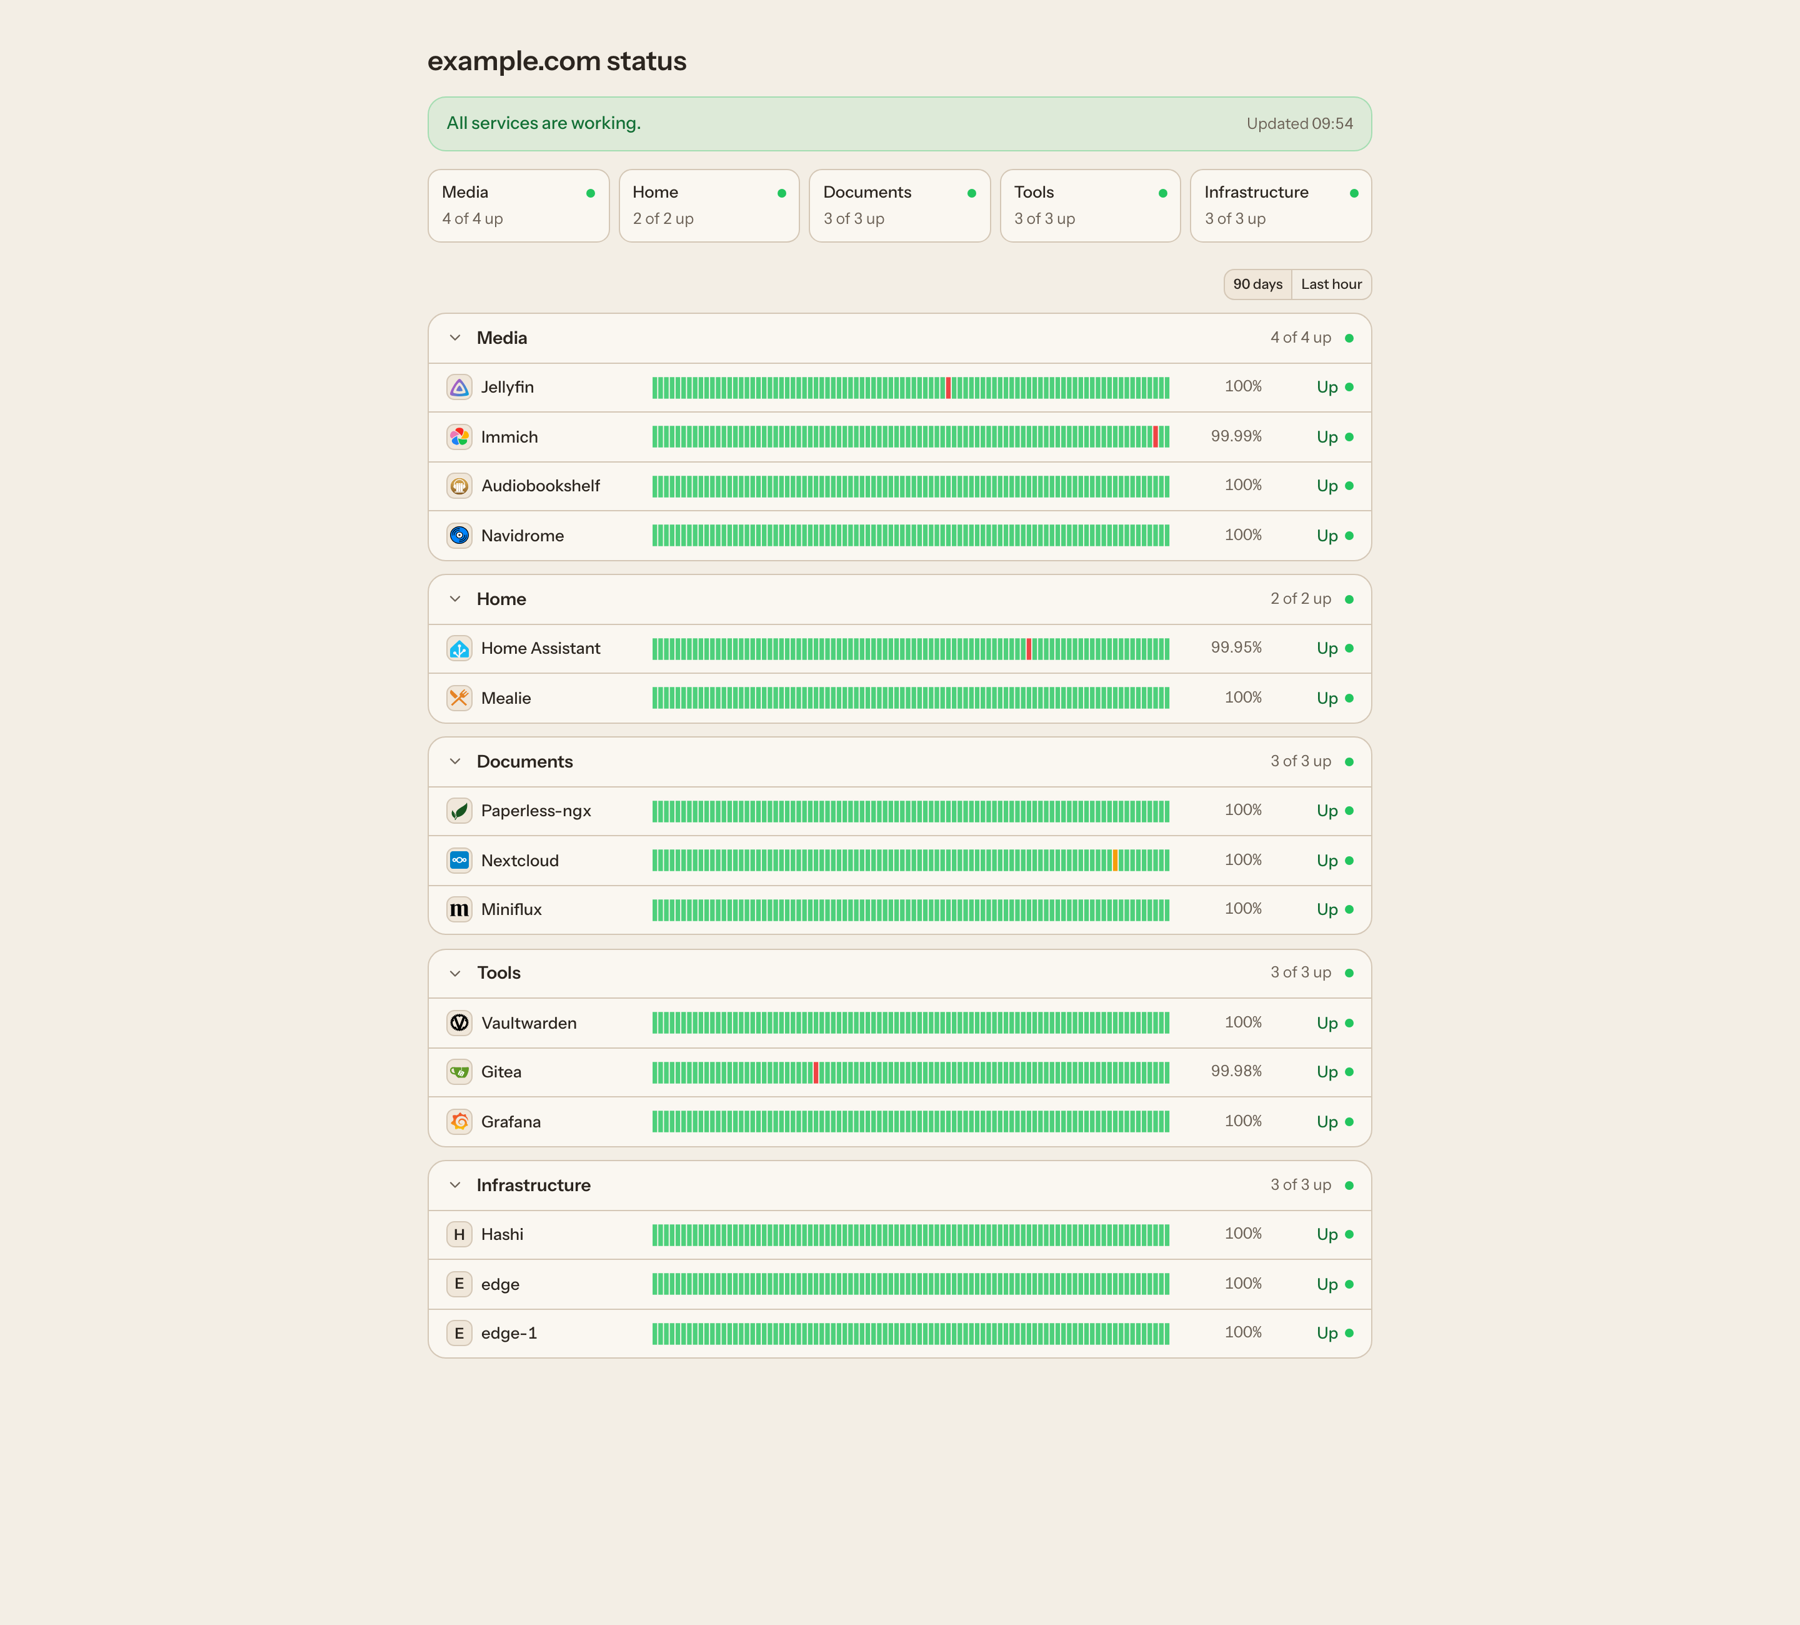 example.com status
All services are working. Updated 09:54
Media Home Documents Tools Infrastructure
4 of 4 up 2 of 2 up 3 of 3 up 3 of 3 up 3 of 3 up
90 days Last hour
Media 4 of 4 up
Jellyfin 100% Up
Immich 99.99% Up
Audiobookshelf 100% Up
Navidrome 100% Up
Home 2 of 2 up
Home Assistant 99.95% Up
Mealie 100% Up
Documents 3 of 3 up
Paperless-ngx 100% Up
Nextcloud 100% Up
m Miniflux 100% Up
Tools 3 of 3 up
Vaultwarden 100% Up
Gitea 99.98% Up
Grafana 100% Up
Infrastructure 3 of 3 up
H Hashi 100% Up
E edge 100% Up
E edge-1 100% Up